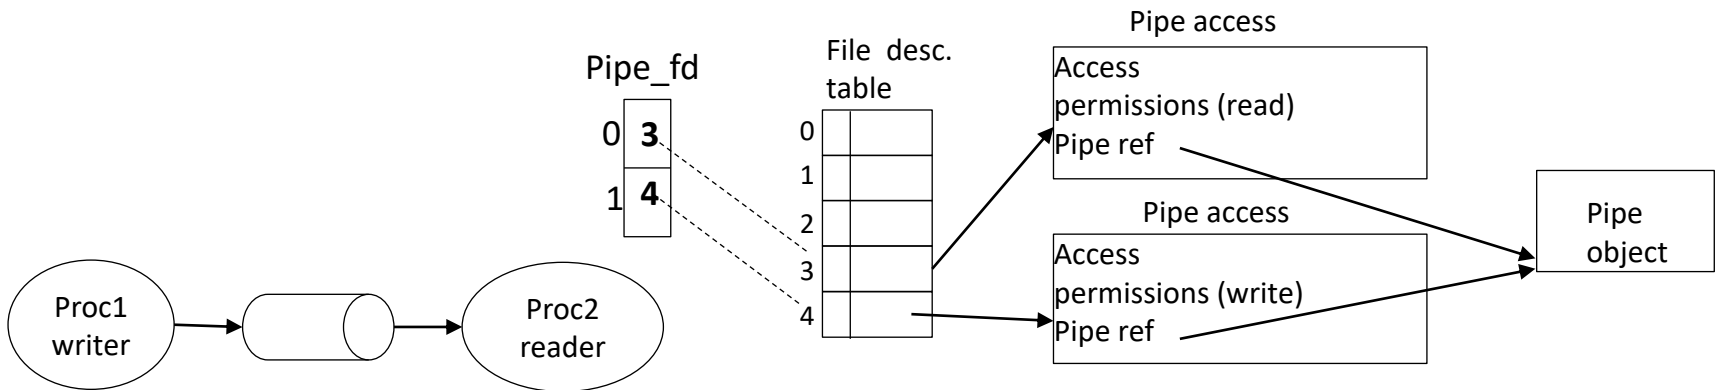 Pipe access
File desc.
table
Pipe_fd
Access
permissions (read)
Pipe ref
0 3
1 4
0
1
2
3
4
Pipe access
Access
permissions (write)
Pipe ref
Pipe
object
Proc1
writer
Proc2
reader